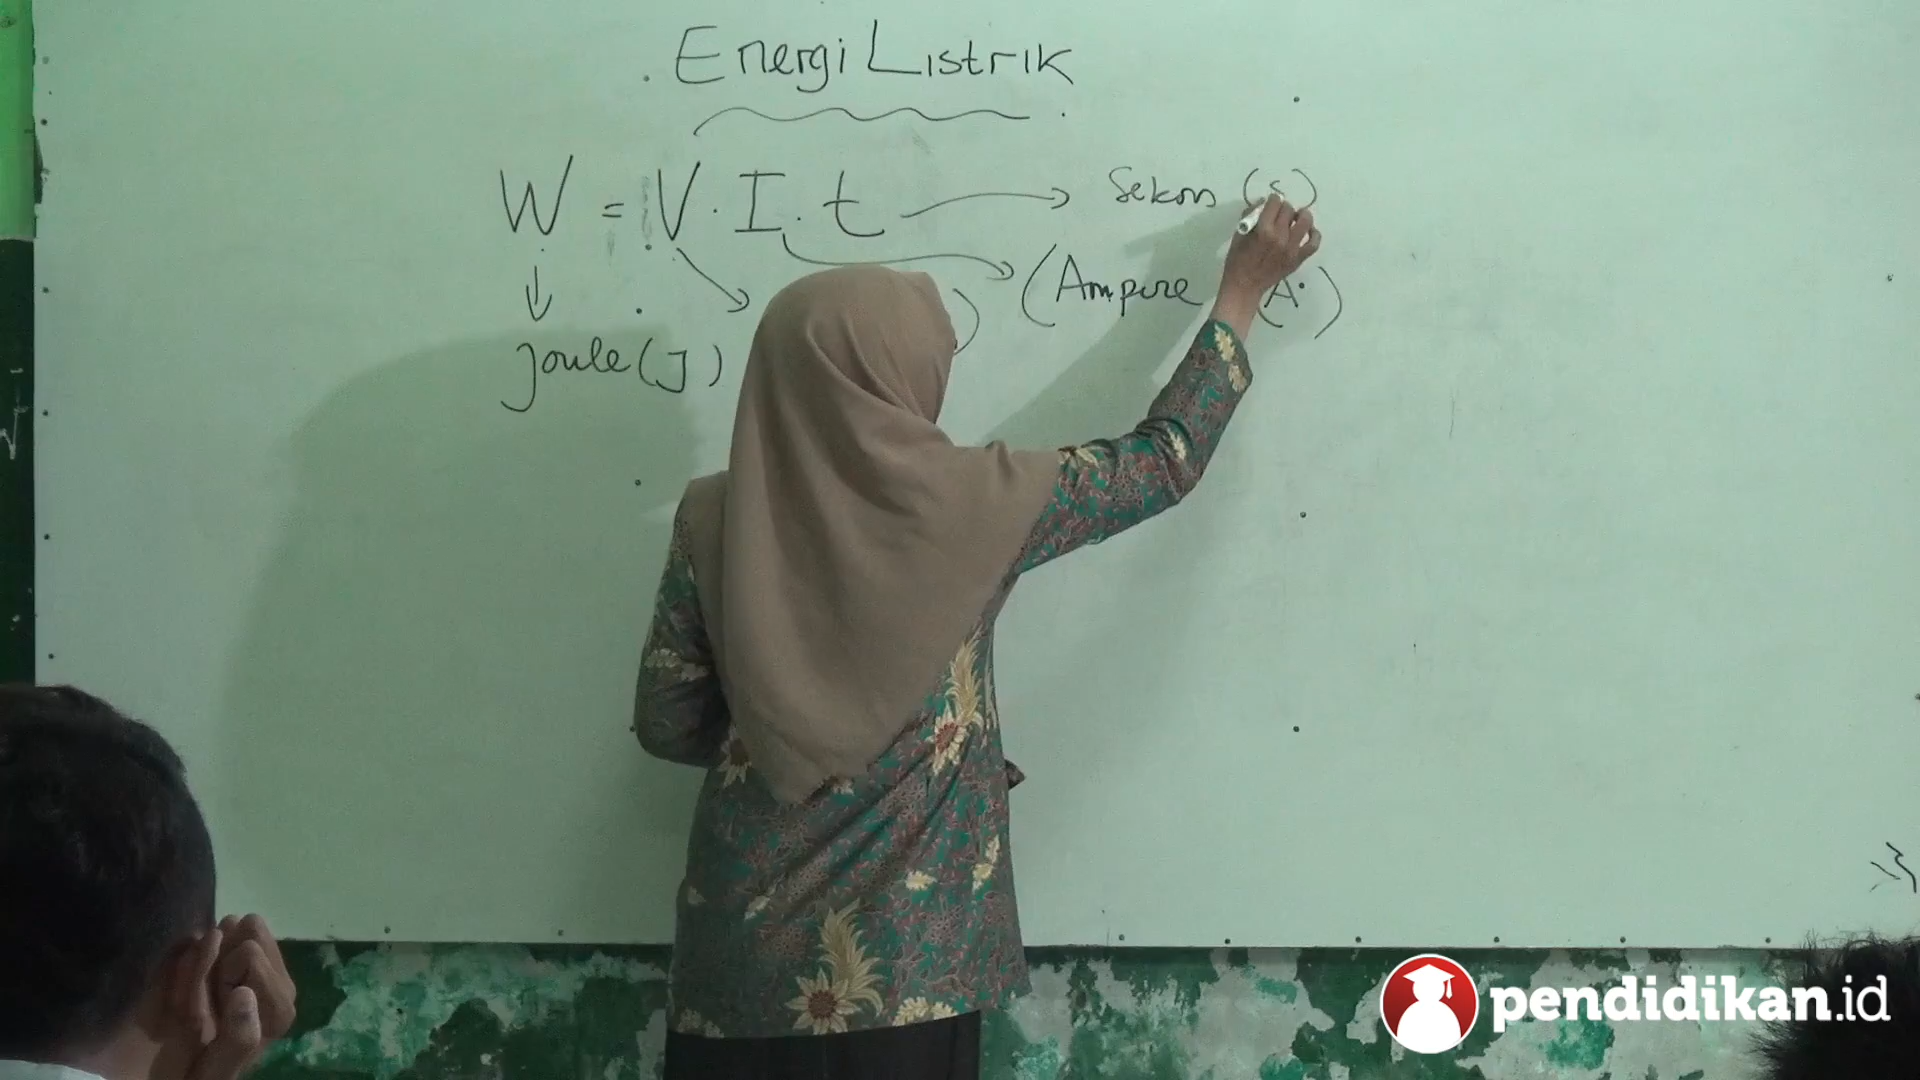 Energi Listrik
W = V . I . t → Sekon (s)
(Ampere (A)
Joule (J) )
pendidikan.id